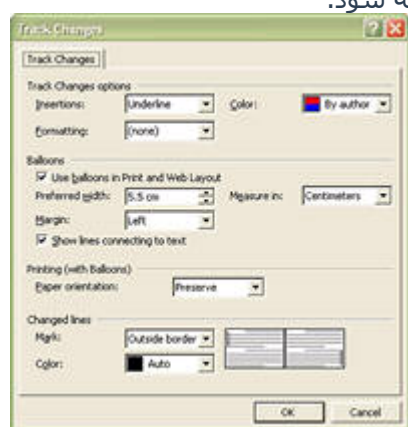 شود.
Track Changes
Track Changes
Track Changes options
Insertions: Underline Color: By author
Formatting: (none)
Balloons
Use balloons in Print and Web Layout
Preferred width: 5.5 cm Measure in: Centimeters
Margin: Left
Show lines connecting to text
Printing (with Balloons)
Paper orientation: Preserve
Changed lines
Mark: Outside border
Color: Auto
OK Cancel